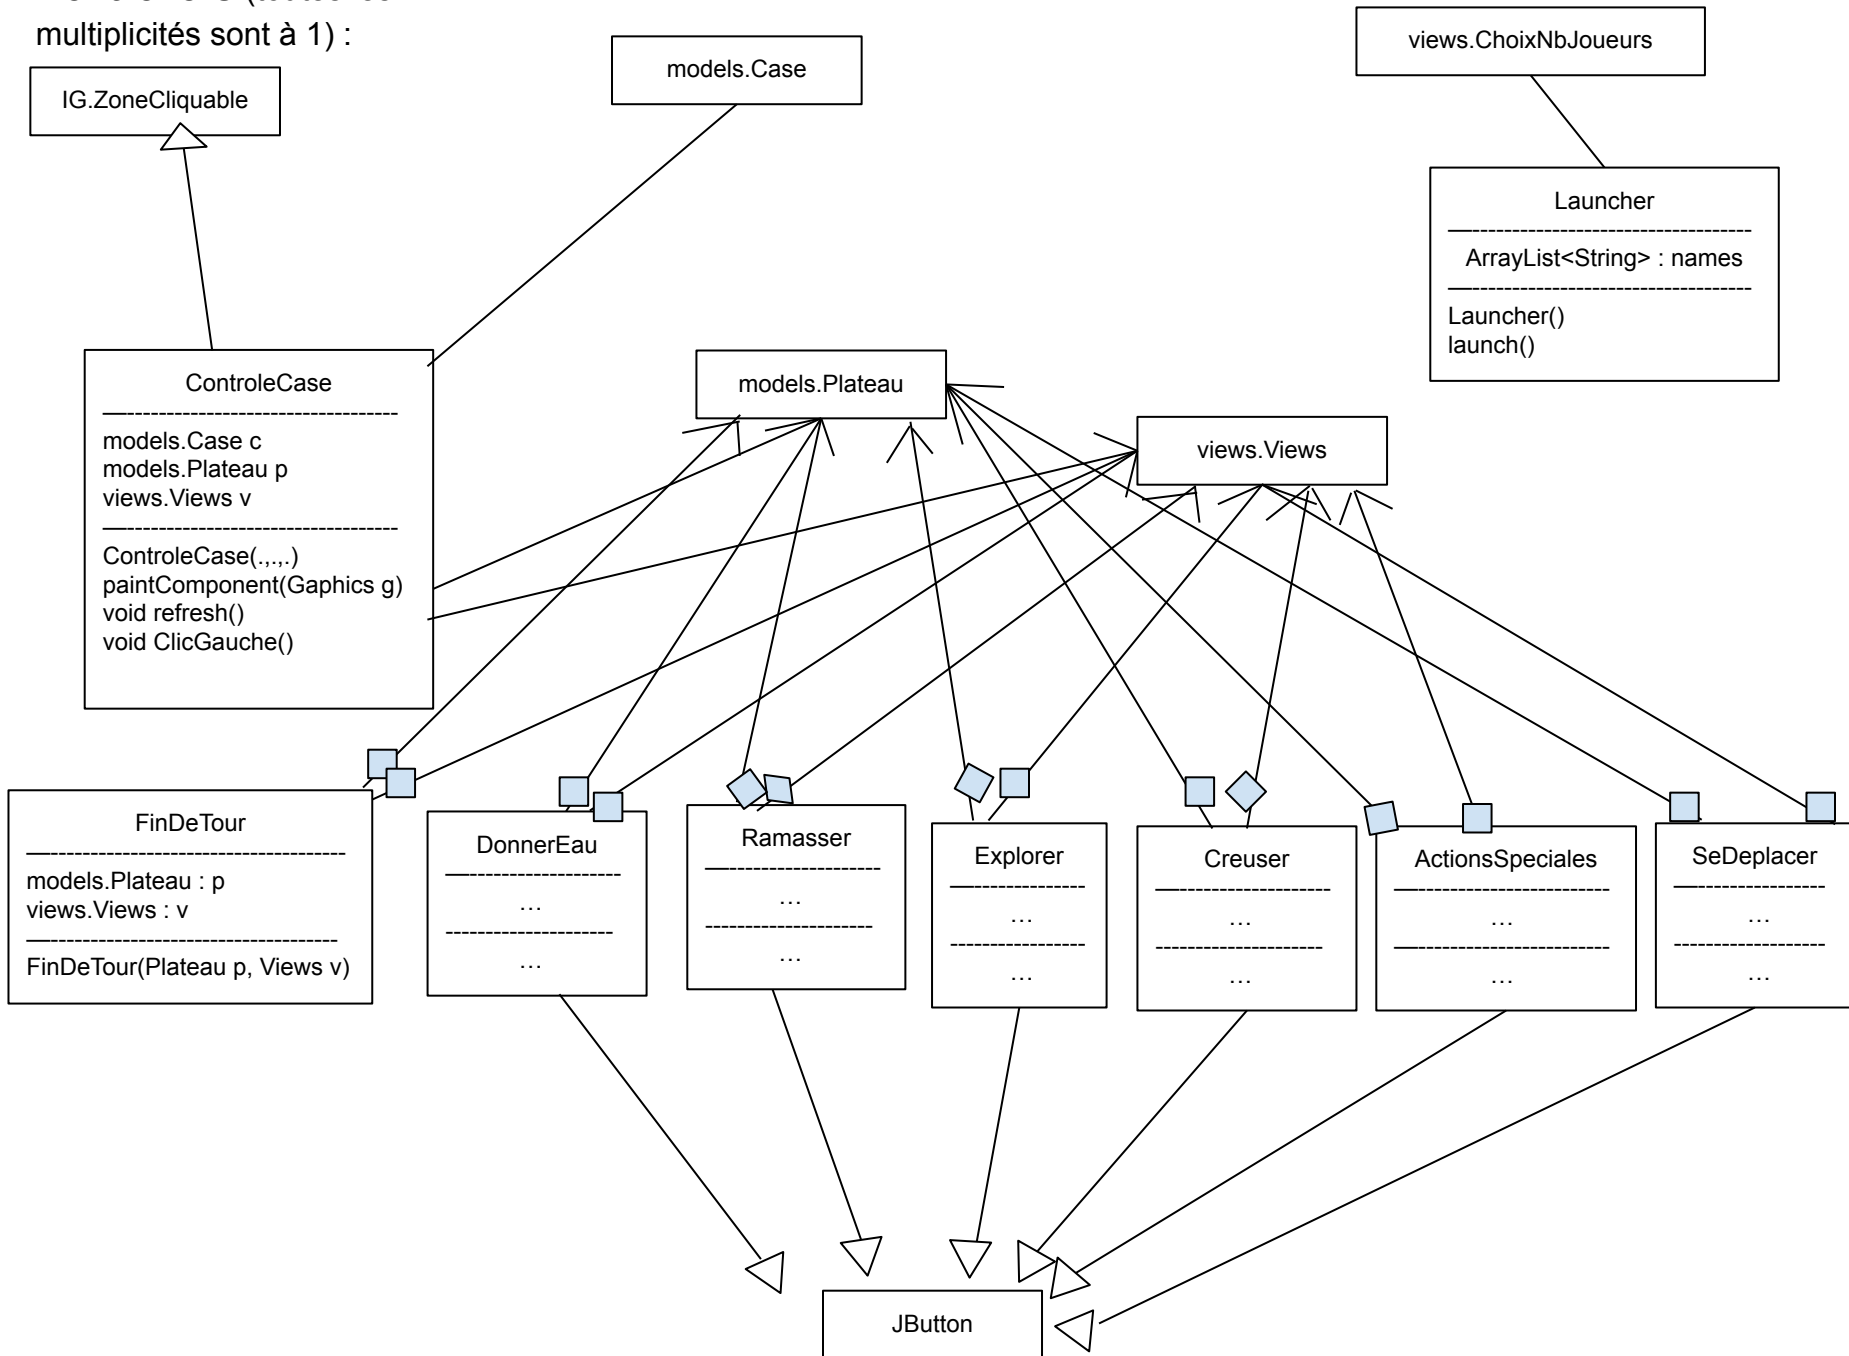 multiplicités sont à 1) :
IG.ZoneCliquable
models.Case
views.ChoixNbJoueurs
Launcher
ArrayList<String> : names
Launcher()
launch()
ControleCase
models.Case c
models.Plateau p
views.Views v
ControleCase(.,.,.)
paintComponent(Gaphics g)
void refresh()
void ClicGauche()
models.Plateau
views.Views
FinDeTour
models.Plateau : p
views.Views : v
FinDeTour(Plateau p, Views v)
DonnerEau
…
…
Ramasser
…
…
Explorer
…
…
Creuser
…
…
ActionsSpeciales
…
…
SeDeplacer
…
…
JButton